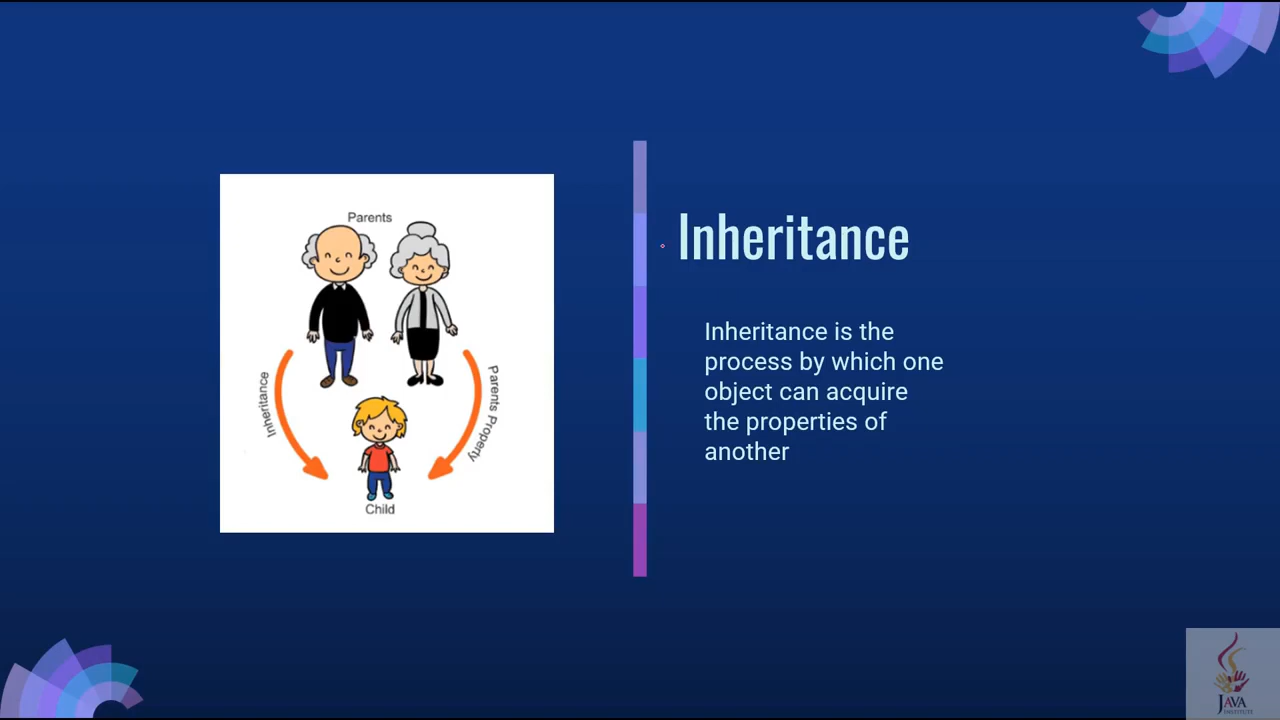 Parents
Inheritance
Parents Property
Child
Inheritance
Inheritance is the
process by which one
object can acquire
the properties of
another
JAVA
INSTITUTE